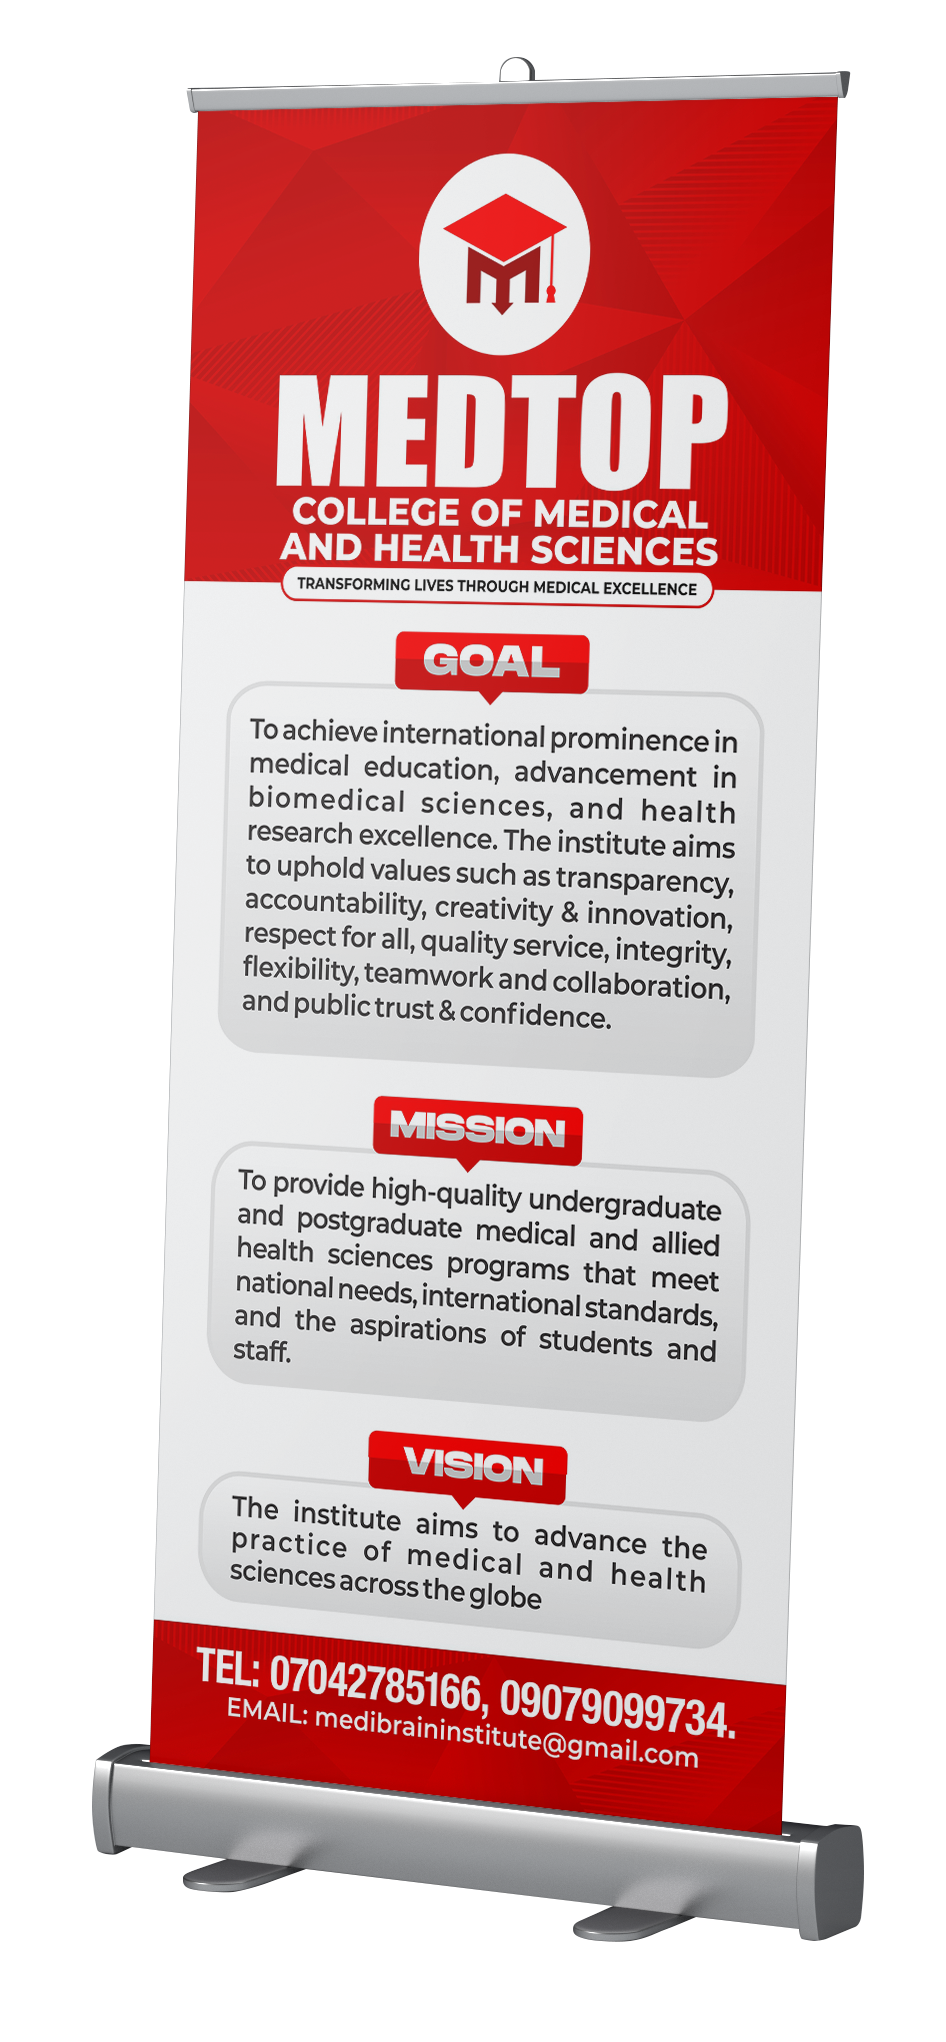 MEDTOP
COLLEGE OF MEDICAL
AND HEALTH SCIENCES
TRANSFORMING LIVES THROUGH MEDICAL EXCELLENCE
GOAL
To achieve international prominence in
medical education, advancement in
biomedical sciences, and health
research excellence. The institute aims
to uphold values such as transparency,
accountability, creativity & innovation,
respect for all, quality service, integrity,
flexibility, teamwork and collaboration,
and public trust & confidence.
MISSION
To provide high-quality undergraduate
and postgraduate medical and allied
health sciences programs that meet
national needs, international standards,
and the aspirations of students and
staff.
VISION
The institute aims to advance the
practice of medical and health
sciences across the globe
TEL: 07042785166, 09079099734.
EMAIL: medibraininstitute@gmail.com